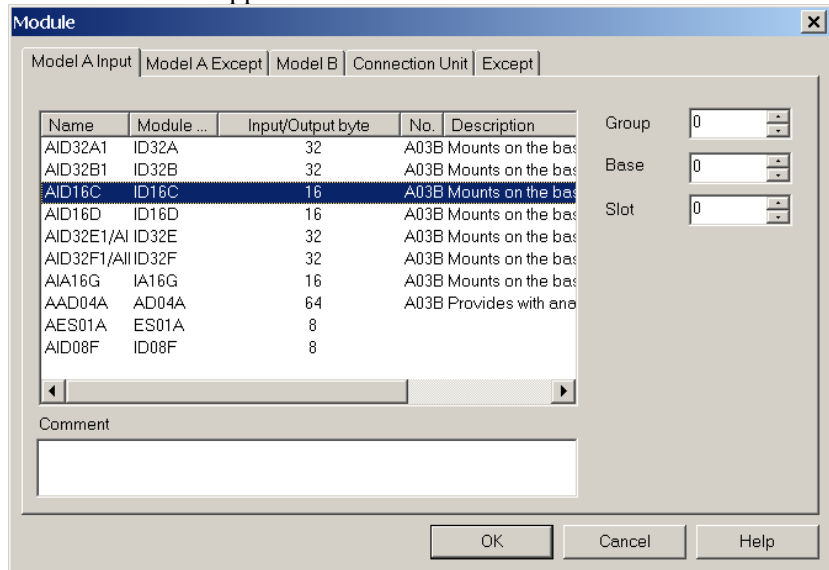 Module
Model A Input Model A Except Model B Connection Unit Except
Name Module ... Input/Output byte No. Description
AID32A1 ID32A 32 A03B Mounts on the bas
AID32B1 ID32B 32 A03B Mounts on the bas
AID16C ID16C 16 A03B Mounts on the bas
AID16D ID16D 16 A03B Mounts on the bas
AID32E1/AI ID32E 32 A03B Mounts on the bas
AID32F1/AII ID32F 32 A03B Mounts on the bas
AIA16G IA16G 16 A03B Mounts on the bas
AAD04A AD04A 64 A03B Provides with ana
AES01A ES01A 8
AID08F ID08F 8
Group 0
Base 0
Slot 0
Comment
OK Cancel Help